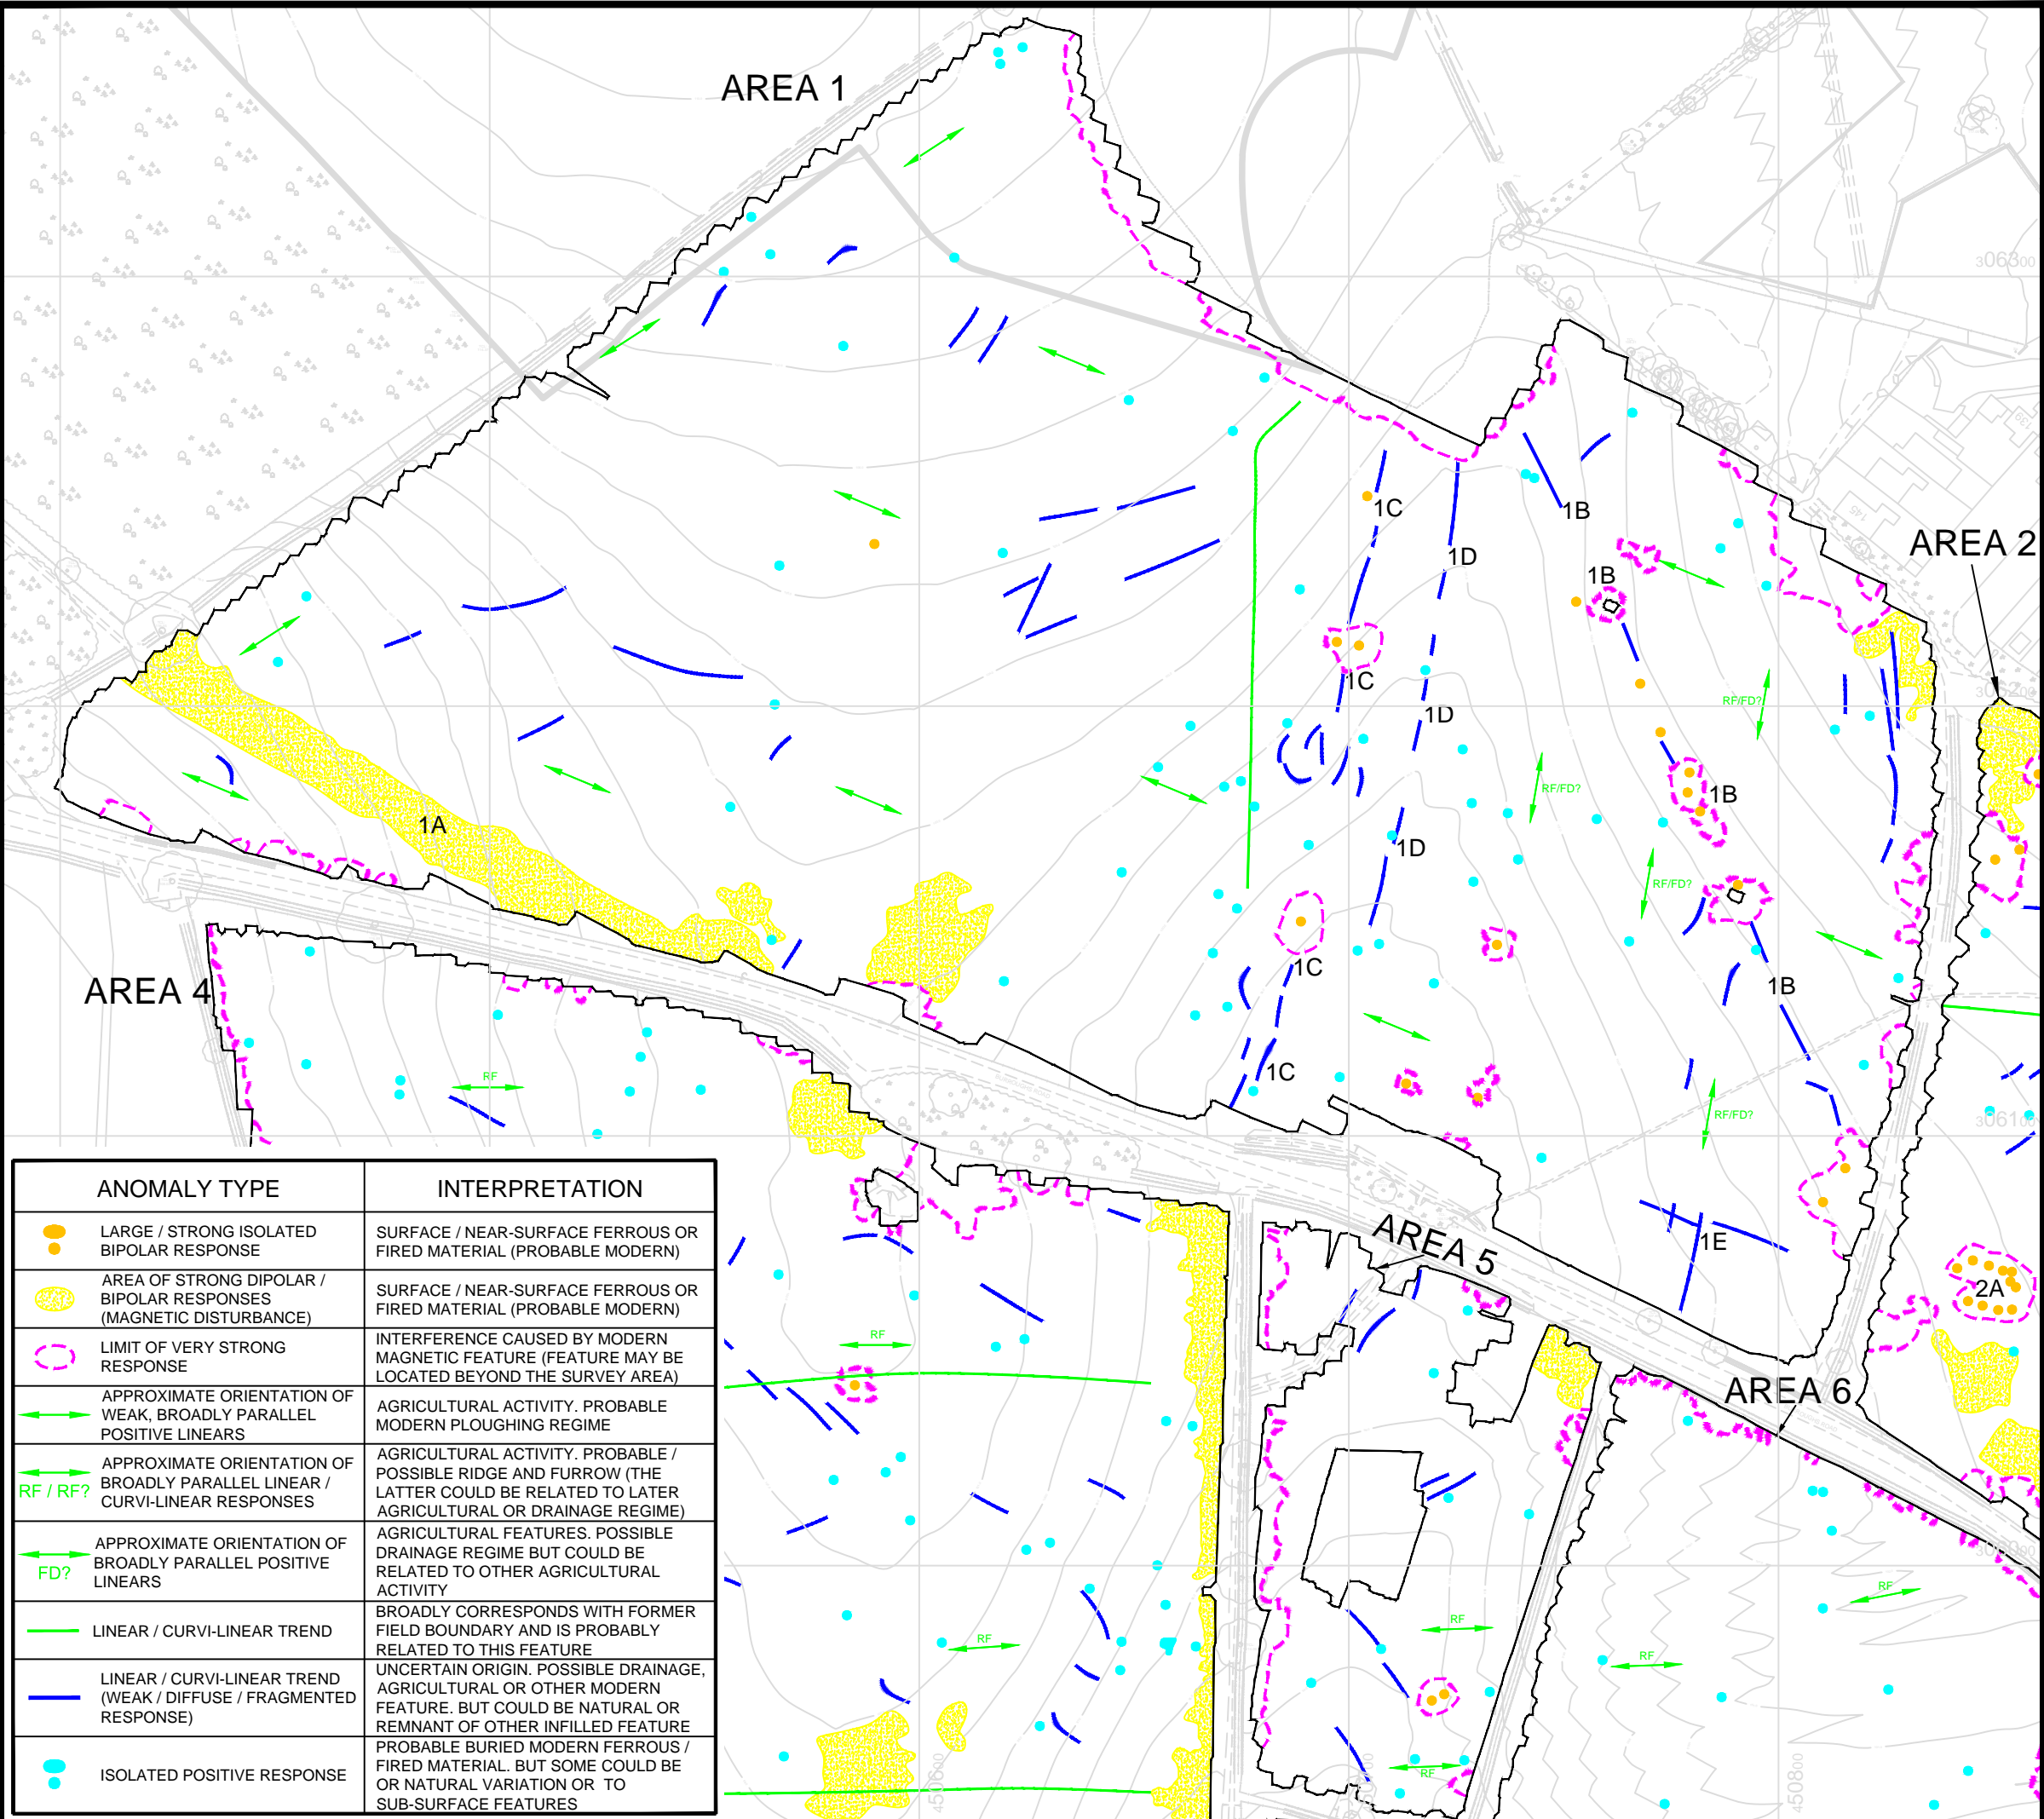 AREA 1
306300
1C
1B
1D
AREA 2
1B
1C
RF/FD?
1D
RF/FD?
1B
1A
1D
RF/FD?
1C
1B
AREA 4
1C
RF
RF/FD?
AREA 5
1E
2A
RF
AREA 6
RF
RF
RF
RF
RF
ANOMALY TYPE
INTERPRETATION
LARGE / STRONG ISOLATED
BIPOLAR RESPONSE
SURFACE / NEAR-SURFACE FERROUS OR
FIRED MATERIAL (PROBABLE MODERN)
AREA OF STRONG DIPOLAR /
BIPOLAR RESPONSES
(MAGNETIC DISTURBANCE)
SURFACE / NEAR-SURFACE FERROUS OR
FIRED MATERIAL (PROBABLE MODERN)
LIMIT OF VERY STRONG
RESPONSE
INTERFERENCE CAUSED BY MODERN
MAGNETIC FEATURE (FEATURE MAY BE
LOCATED BEYOND THE SURVEY AREA)
APPROXIMATE ORIENTATION OF
WEAK, BROADLY PARALLEL
POSITIVE LINEARS
AGRICULTURAL ACTIVITY. PROBABLE
MODERN PLOUGHING REGIME
RF / RF?
APPROXIMATE ORIENTATION OF
BROADLY PARALLEL LINEAR /
CURVI-LINEAR RESPONSES
AGRICULTURAL ACTIVITY. PROBABLE /
POSSIBLE RIDGE AND FURROW (THE
LATTER COULD BE RELATED TO LATER
AGRICULTURAL OR DRAINAGE REGIME)
FD?
APPROXIMATE ORIENTATION OF
BROADLY PARALLEL POSITIVE
LINEARS
AGRICULTURAL FEATURES. POSSIBLE
DRAINAGE REGIME BUT COULD BE
RELATED TO OTHER AGRICULTURAL
ACTIVITY
LINEAR / CURVI-LINEAR TREND
BROADLY CORRESPONDS WITH FORMER
FIELD BOUNDARY AND IS PROBABLY
RELATED TO THIS FEATURE
LINEAR / CURVI-LINEAR TREND
(WEAK / DIFFUSE / FRAGMENTED
RESPONSE)
UNCERTAIN ORIGIN. POSSIBLE DRAINAGE,
AGRICULTURAL OR OTHER MODERN
FEATURE. BUT COULD BE NATURAL OR
REMNANT OF OTHER INFILLED FEATURE
ISOLATED POSITIVE RESPONSE
PROBABLE BURIED MODERN FERROUS /
FIRED MATERIAL. BUT SOME COULD BE
OR NATURAL VARIATION OR TO
SUB-SURFACE FEATURES
450600
450800
306200
306100
145